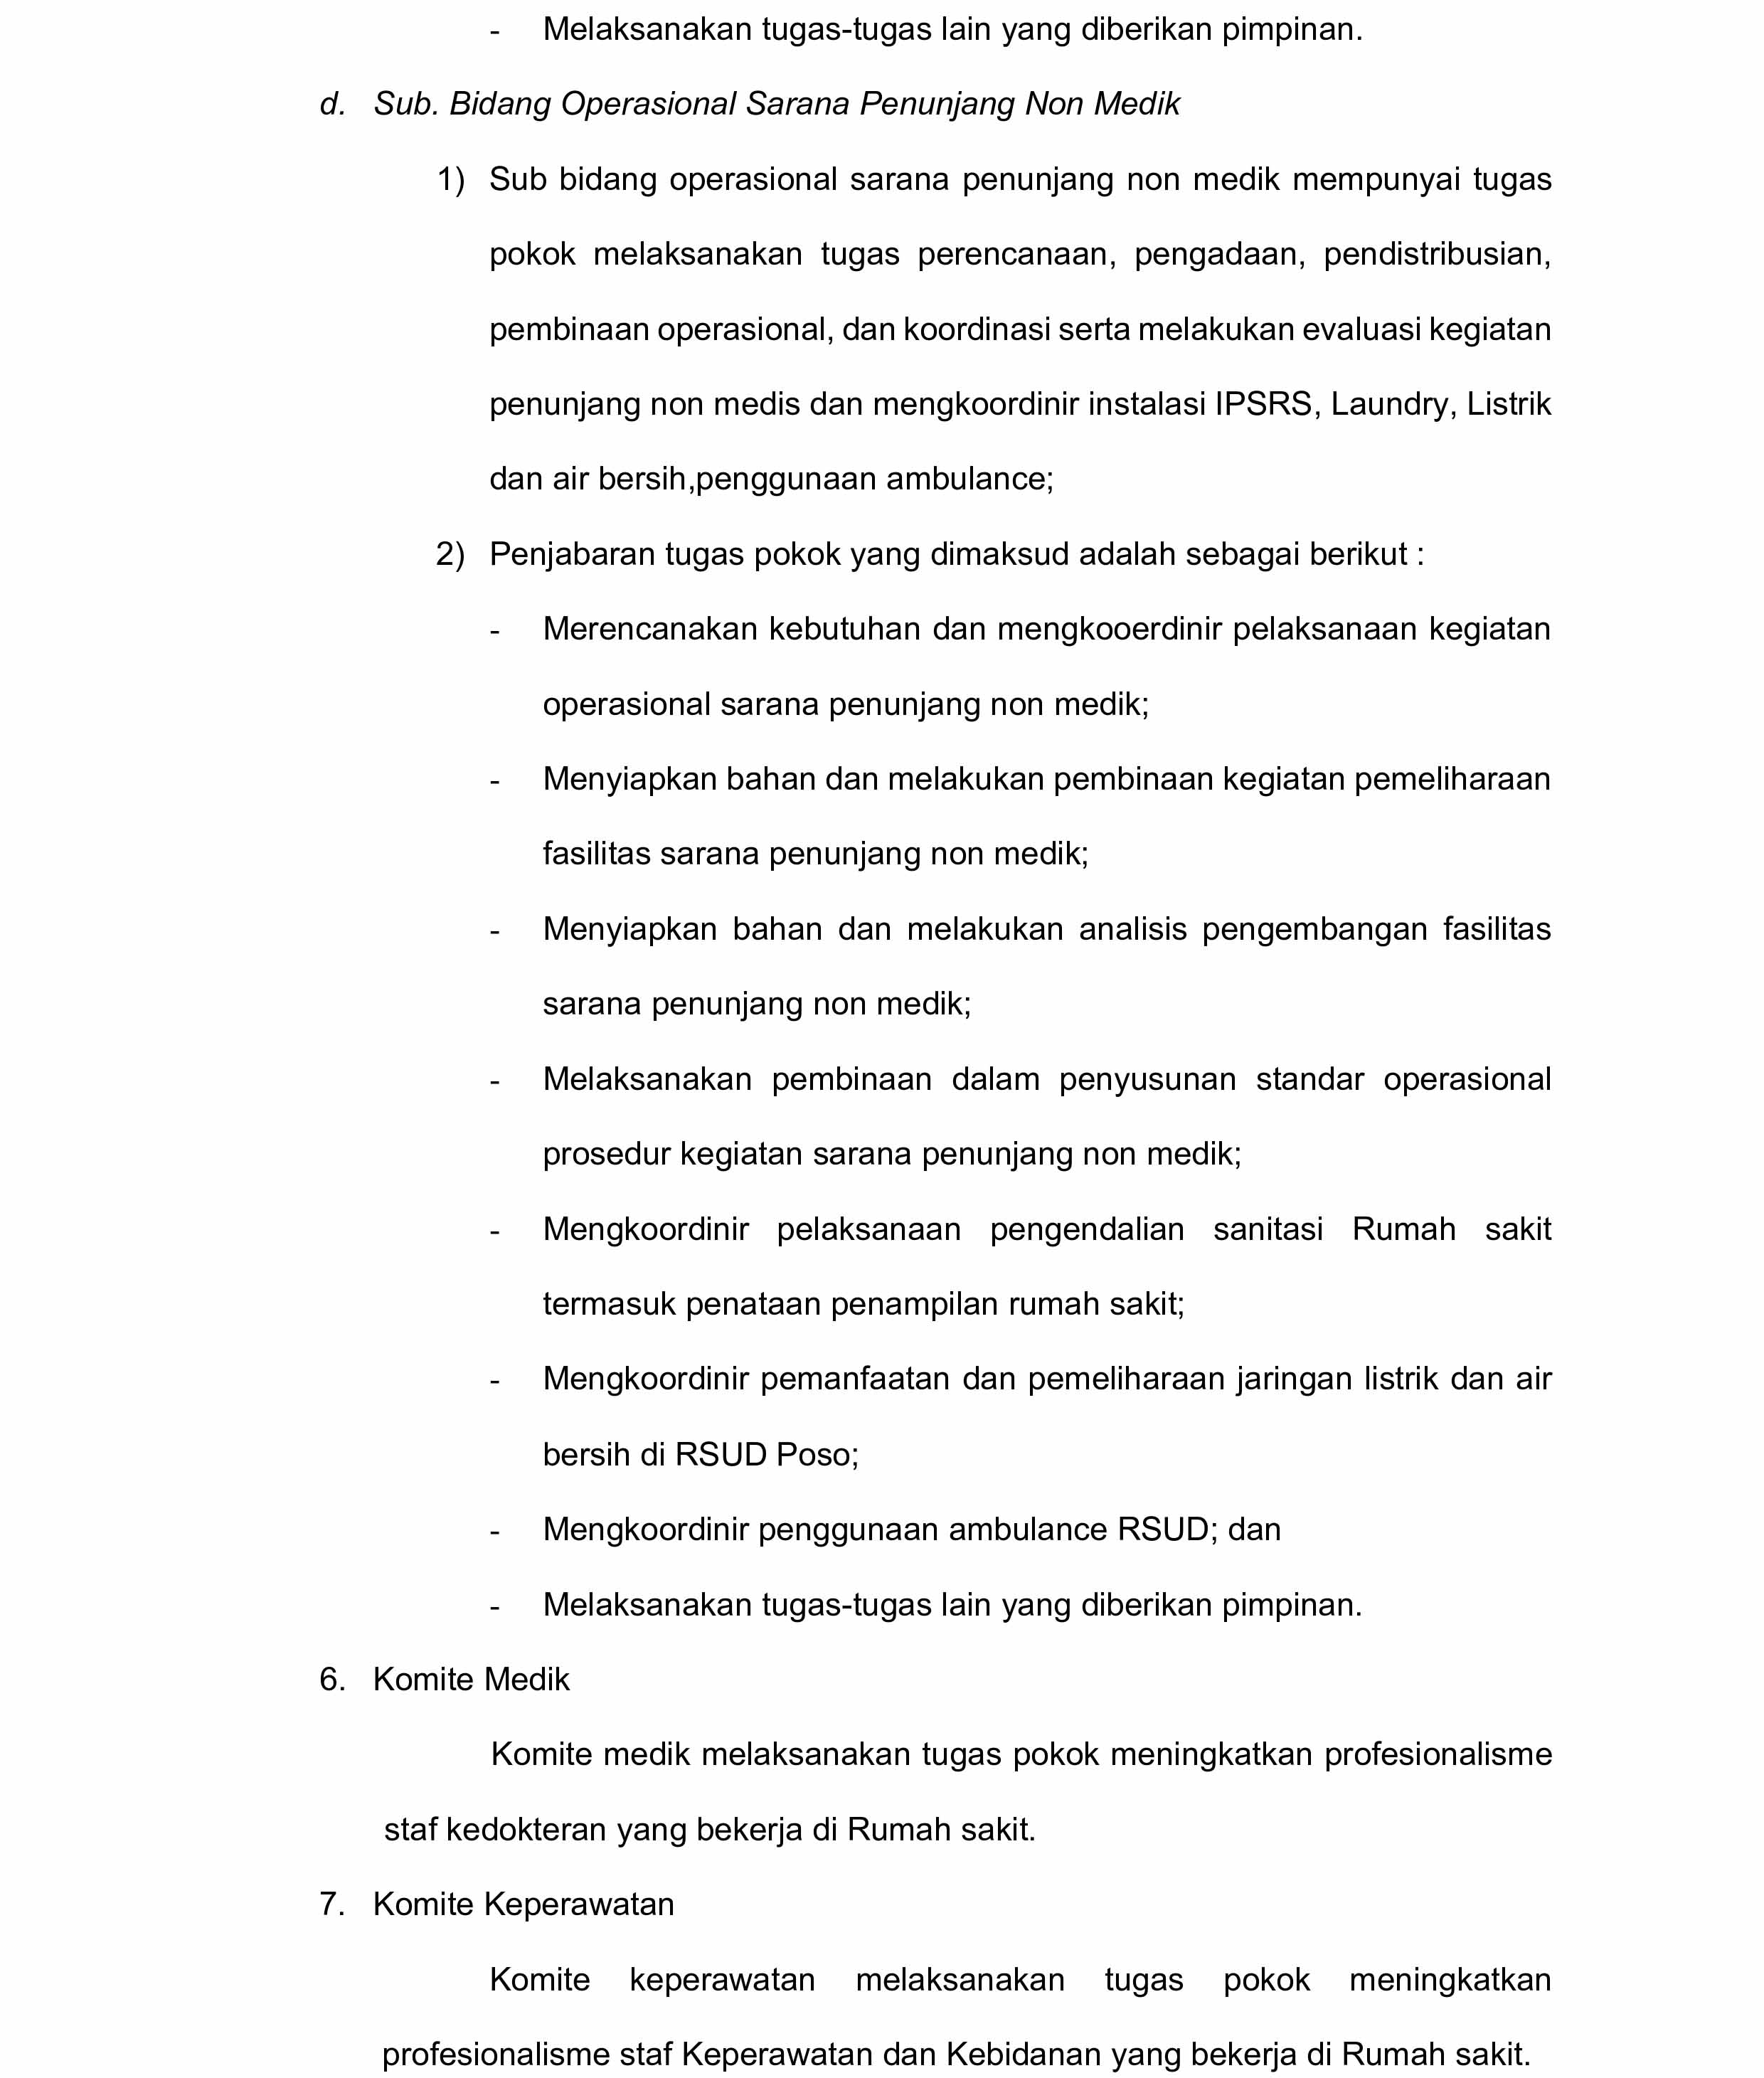 - Melaksanakan tugas-tugas lain yang diberikan pimpinan.
d. Sub. Bidang Operasional Sarana Penunjang Non Medik
1) Sub bidang operasional sarana penunjang non medik mempunyai tugas
pokok melaksanakan tugas perencanaan, pengadaan, pendistribusian,
pembinaan operasional, dan koordinasi serta melakukan evaluasi kegiatan
penunjang non medis dan mengkoordinir instalasi IPSRS, Laundry, Listrik
dan air bersih,penggunaan ambulance;
2) Penjabaran tugas pokok yang dimaksud adalah sebagai berikut :
- Merencanakan kebutuhan dan mengkooerdinir pelaksanaan kegiatan
operasional sarana penunjang non medik;
- Menyiapkan bahan dan melakukan pembinaan kegiatan pemeliharaan
fasilitas sarana penunjang non medik;
- Menyiapkan bahan dan melakukan analisis pengembangan fasilitas
sarana penunjang non medik;
- Melaksanakan pembinaan dalam penyusunan standar operasional
prosedur kegiatan sarana penunjang non medik;
- Mengkoordinir pelaksanaan pengendalian sanitasi Rumah sakit
termasuk penataan penampilan rumah sakit;
- Mengkoordinir pemanfaatan dan pemeliharaan jaringan listrik dan air
bersih di RSUD Poso;
- Mengkoordinir penggunaan ambulance RSUD; dan
- Melaksanakan tugas-tugas lain yang diberikan pimpinan.
6. Komite Medik
Komite medik melaksanakan tugas pokok meningkatkan profesionalisme
staf kedokteran yang bekerja di Rumah sakit.
7. Komite Keperawatan
Komite keperawatan melaksanakan tugas pokok meningkatkan
profesionalisme staf Keperawatan dan Kebidanan yang bekerja di Rumah sakit.